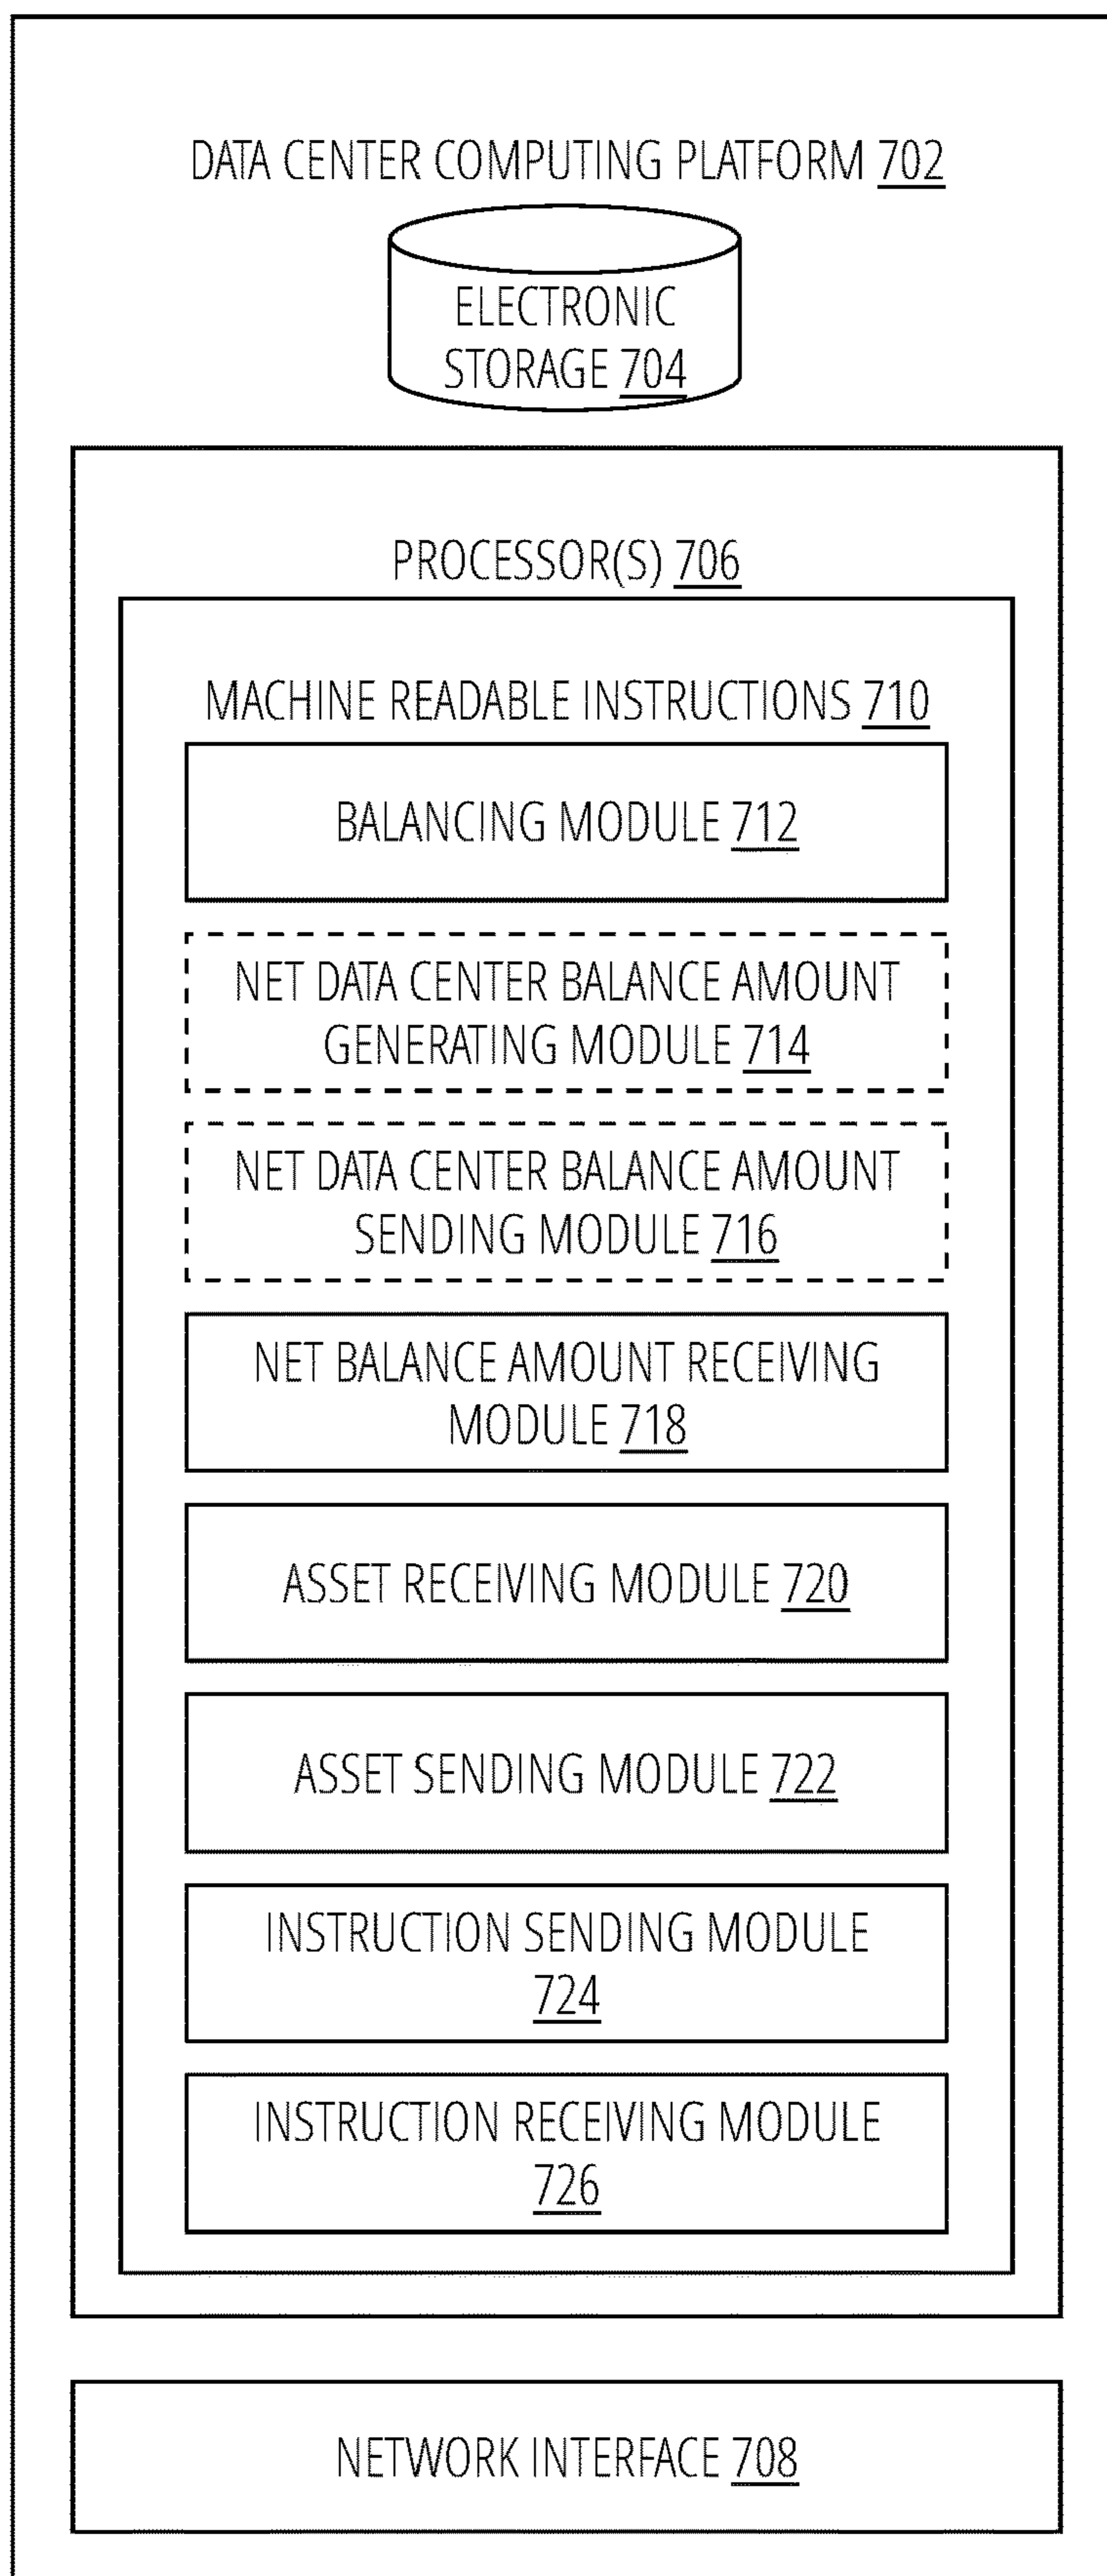 DATA CENTER COMPUTING PLATFORM 702
ELECTRONIC
STORAGE 704
PROCESSOR(S) 706
MACHINE READABLE INSTRUCTIONS 710
BALANCING MODULE 712
NET DATA CENTER BALANCE AMOUNT
GENERATING MODULE 714
NET DATA CENTER BALANCE AMOUNT
SENDING MODULE 716
NET BALANCE AMOUNT RECEIVING
MODULE 718
ASSET RECEIVING MODULE 720
ASSET SENDING MODULE 722
INSTRUCTION SENDING MODULE
724
INSTRUCTION RECEIVING MODULE
726
NETWORK INTERFACE 708